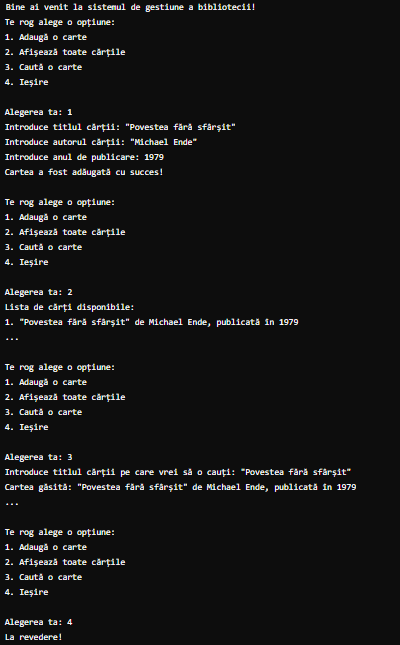 Bine ai venit la sistemul de gestiune a bibliotecii!
Te rog alege o opțiune:
1. Adaugă o carte
2. Afișează toate cărțile
3. Caută o carte
4. Ieșire
Alegerea ta: 1
Introduce titlul cărții: "Povestea fără sfârșit"
Introduce autorul cărții: "Michael Ende"
Introduce anul de publicare: 1979
Cartea a fost adăugată cu succes!
Te rog alege o opțiune:
1. Adaugă o carte
2. Afișează toate cărțile
3. Caută o carte
4. Ieșire
Alegerea ta: 2
Lista de cărți disponibile:
1. "Povestea fără sfârșit" de Michael Ende, publicată în 1979
...
Te rog alege o opțiune:
1. Adaugă o carte
2. Afișează toate cărțile
3. Caută o carte
4. Ieșire
Alegerea ta: 3
Introduce titlul cărții pe care vrei să o cauți: "Povestea fără sfârșit"
Cartea găsită: "Povestea fără sfârșit" de Michael Ende, publicată în 1979
...
Te rog alege o opțiune:
1. Adaugă o carte
2. Afișează toate cărțile
3. Caută o carte
4. Ieșire
Alegerea ta: 4
La revedere!